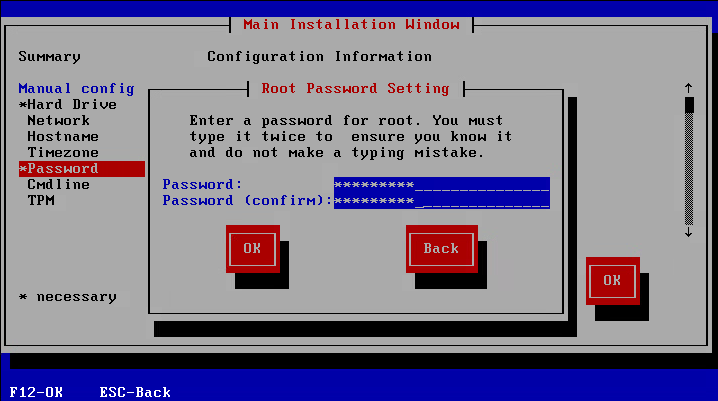 Main Installation Window
Summary
Configuration Information
Manual config
*Hard Drive
Network
Hostname
Timezone
*Password
Cmdline
TPM
* necessary
Root Password Setting
Enter a password for root. You must
type it twice to ensure you know it
and do not make a typing mistake.
Password: *********_______________
Password (confirm): *********_______________
OK
Back
OK
F12-OK ESC-Back